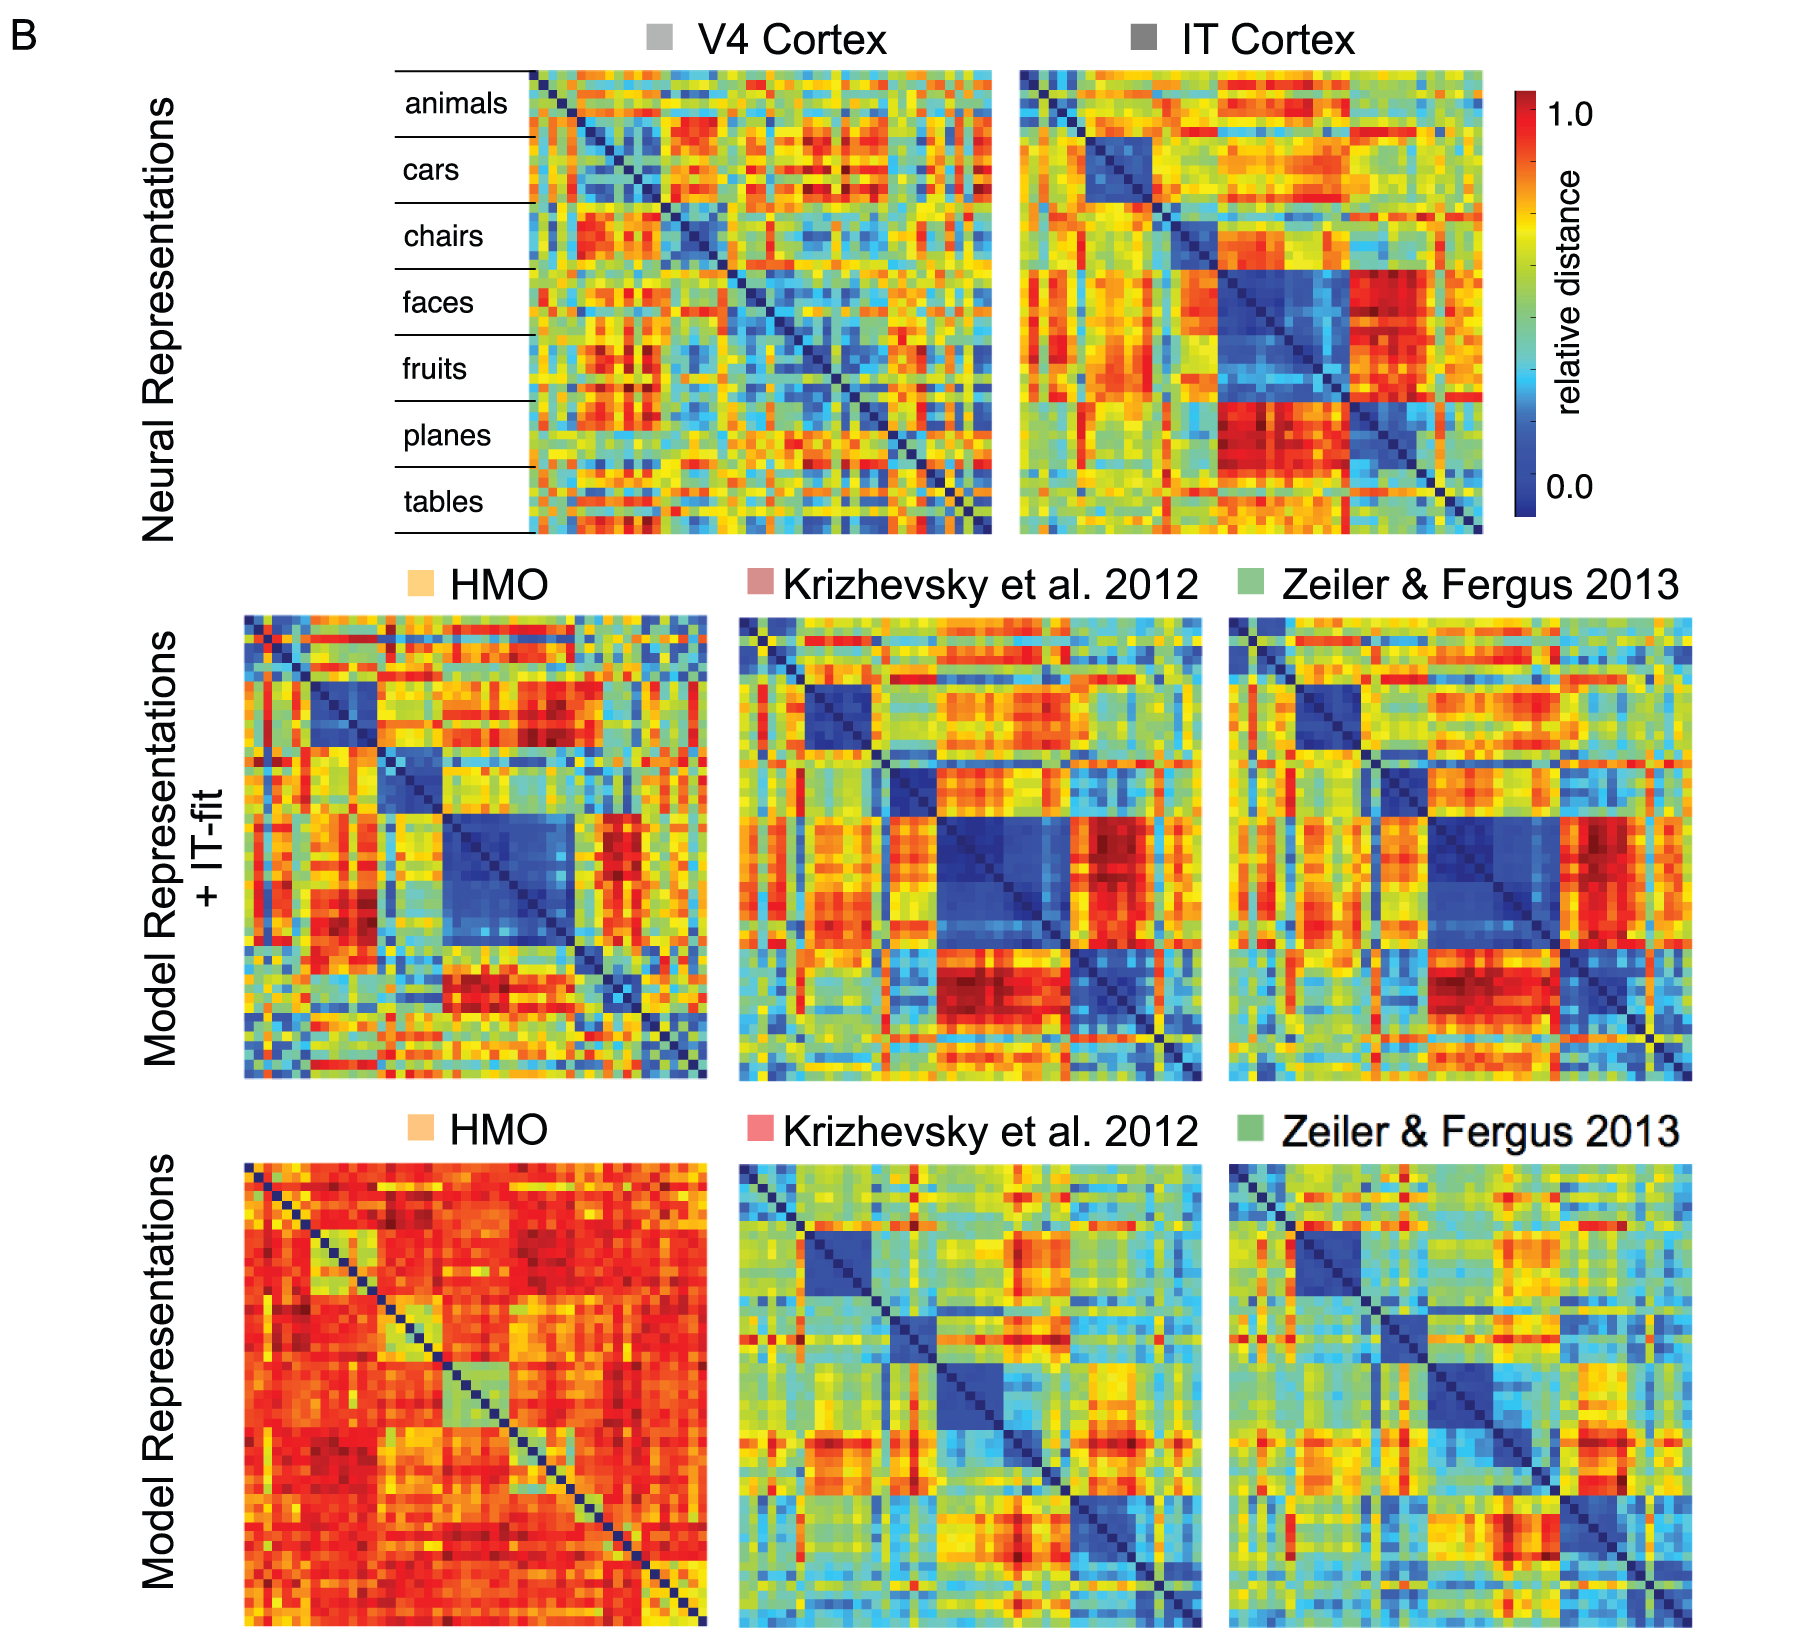 B
V4 Cortex
IT Cortex
Neural Representations
animals
cars
chairs
faces
fruits
planes
tables
1.0
relative distance
0.0
Model Representations
+ IT-fit
HMO
Krizhevsky et al. 2012
Zeiler & Fergus 2013
Model Representations
HMO
Krizhevsky et al. 2012
Zeiler & Fergus 2013